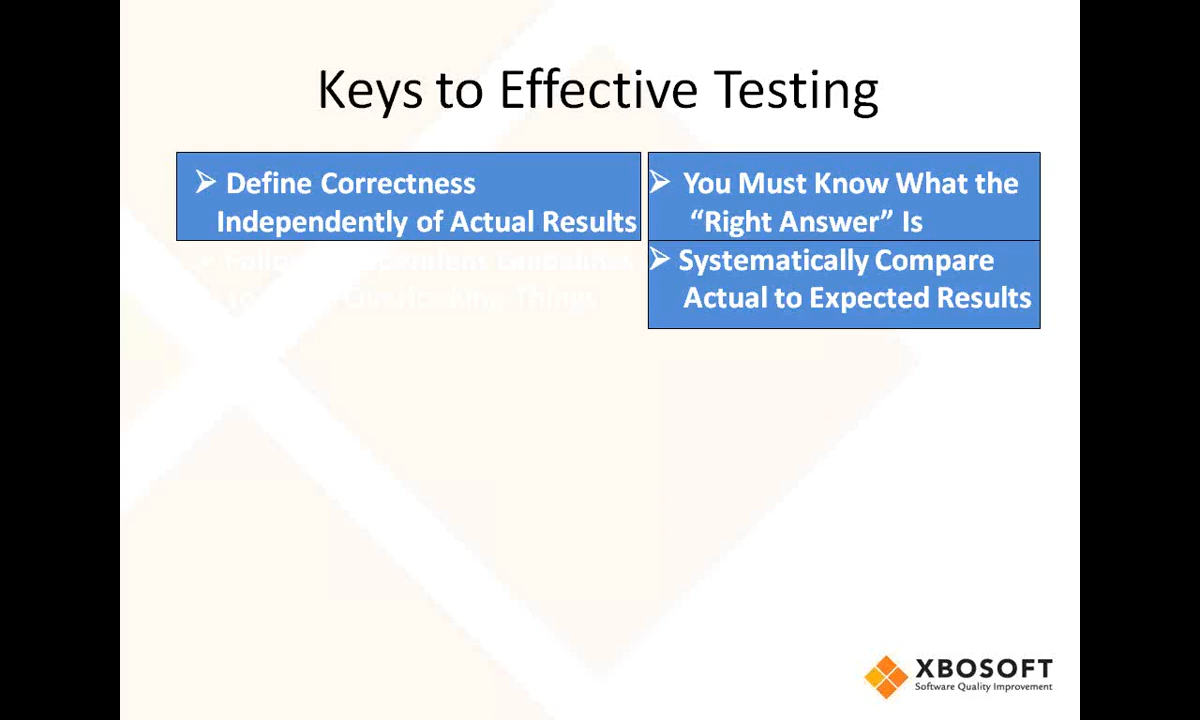 Keys to Effective Testing
➢ Define Correctness
Independently of Actual Results
➢ You Must Know What the
“Right Answer” Is
➢ Systematically Compare
Actual to Expected Results
Things
XBOSOFT
Software Quality Improvement